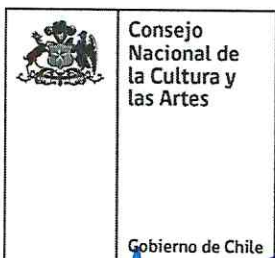 Consejo
Nacional de
la Cultura y
las Artes
Gobierno de Chile